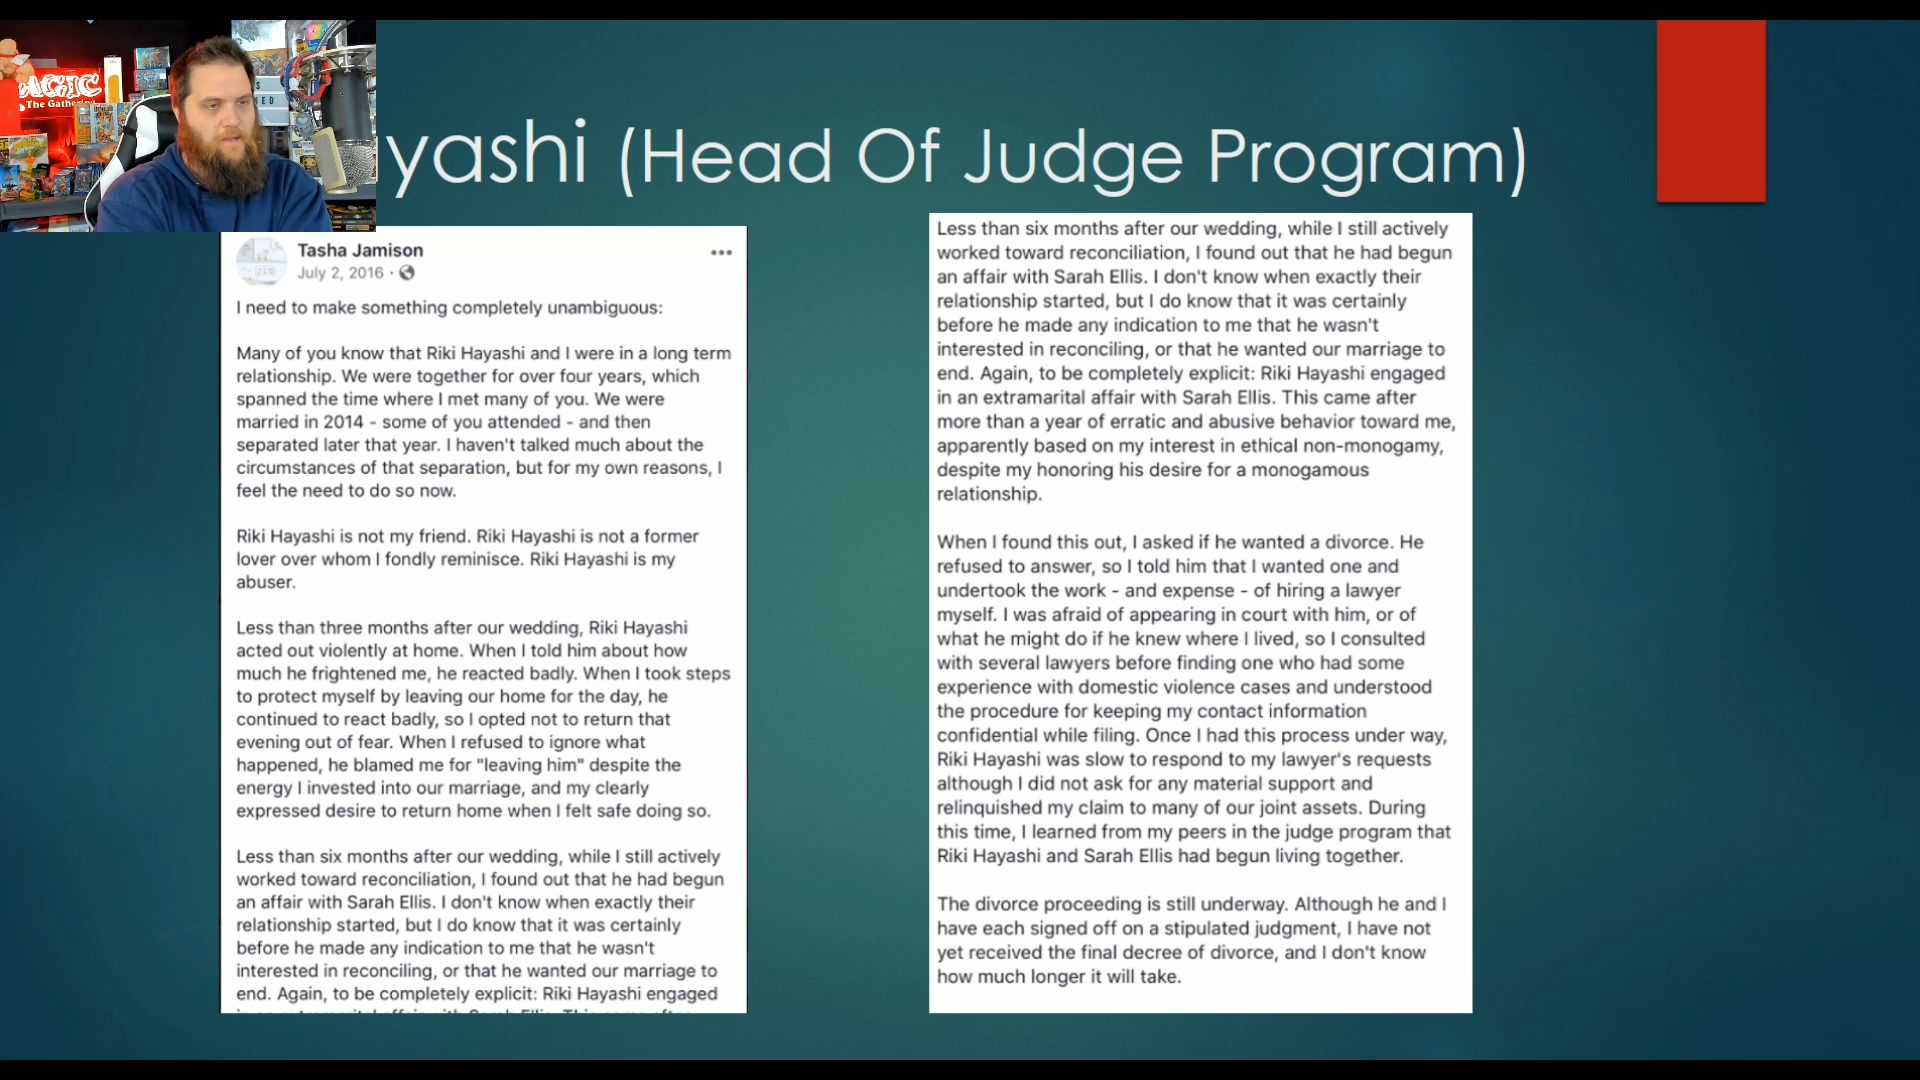 yashi (Head Of Judge Program)
MAGIC
The Gathering
Tasha Jamison
July 2, 2016 ·
I need to make something completely unambiguous:
Many of you know that Riki Hayashi and I were in a long term
relationship. We were together for over four years, which
spanned the time where I met many of you. We were
married in 2014 - some of you attended - and then
separated later that year. I haven't talked much about the
circumstances of that separation, but for my own reasons, I
feel the need to do so now.
Riki Hayashi is not my friend. Riki Hayashi is not a former
lover over whom I fondly reminisce. Riki Hayashi is my
abuser.
Less than three months after our wedding, Riki Hayashi
acted out violently at home. When I told him about how
much he frightened me, he reacted badly. When I took steps
to protect myself by leaving our home for the day, he
continued to react badly, so I opted not to return that
evening out of fear. When I refused to ignore what
happened, he blamed me for "leaving him" despite the
energy I invested into our marriage, and my clearly
expressed desire to return home when I felt safe doing so.
Less than six months after our wedding, while I still actively
worked toward reconciliation, I found out that he had begun
an affair with Sarah Ellis. I don't know when exactly their
relationship started, but I do know that it was certainly
before he made any indication to me that he wasn't
interested in reconciling, or that he wanted our marriage to
end. Again, to be completely explicit: Riki Hayashi engaged
Less than six months after our wedding, while I still actively
worked toward reconciliation, I found out that he had begun
an affair with Sarah Ellis. I don't know when exactly their
relationship started, but I do know that it was certainly
before he made any indication to me that he wasn't
interested in reconciling, or that he wanted our marriage to
end. Again, to be completely explicit: Riki Hayashi engaged
in an extramarital affair with Sarah Ellis. This came after
more than a year of erratic and abusive behavior toward me,
apparently based on my interest in ethical non-monogamy,
despite my honoring his desire for a monogamous
relationship.
When I found this out, I asked if he wanted a divorce. He
refused to answer, so I told him that I wanted one and
undertook the work - and expense - of hiring a lawyer
myself. I was afraid of appearing in court with him, or of
what he might do if he knew where I lived, so I consulted
with several lawyers before finding one who had some
experience with domestic violence cases and understood
the procedure for keeping my contact information
confidential while filing. Once I had this process under way,
Riki Hayashi was slow to respond to my lawyer's requests
although I did not ask for any material support and
relinquished my claim to many of our joint assets. During
this time, I learned from my peers in the judge program that
Riki Hayashi and Sarah Ellis had begun living together.
The divorce proceeding is still underway. Although he and I
have each signed off on a stipulated judgment, I have not
yet received the final decree of divorce, and I don't know
how much longer it will take.